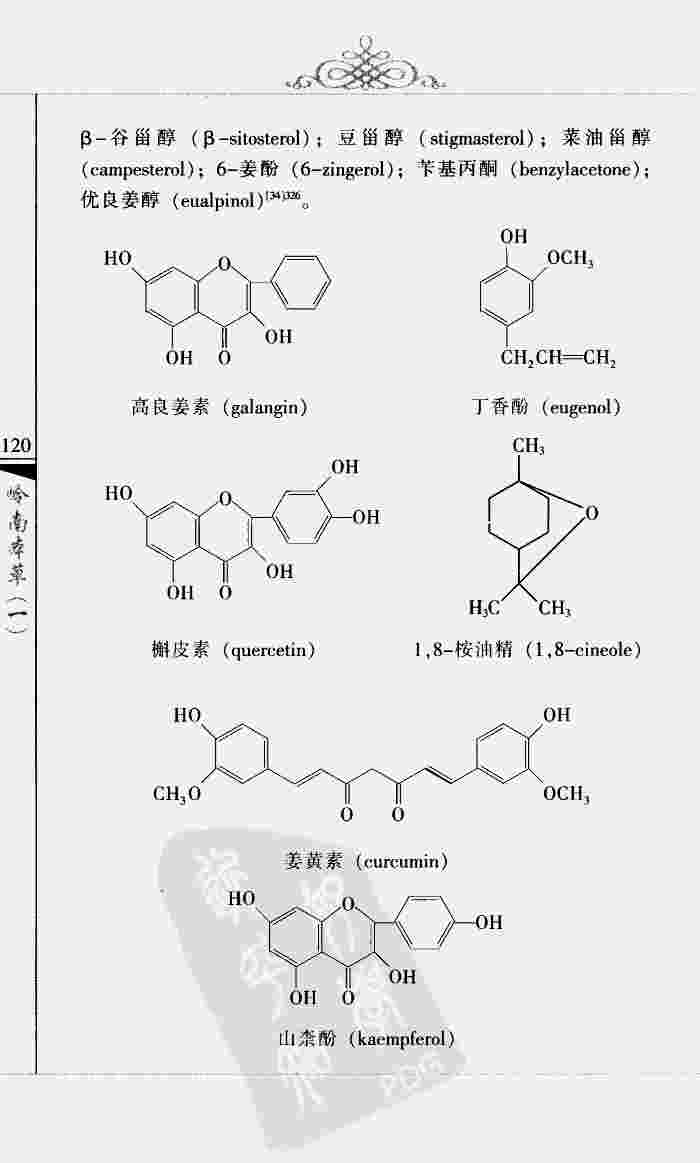 β-谷甾醇 (β-sitosterol); 豆甾醇 (stigmasterol); 菜油甾醇
(campesterol); 6-姜酚 (6-zingerol); 苄基丙酮 (benzylacetone);
优良姜醇 (eualpinol)[34]326。
HO
O
OH
OH
O
高良姜素 (galangin)
OH
OCH3
CH2CH=CH2
丁香酚 (eugenol)
120
岭南本草(一)
HO
O
OH
OH
OH
OH
O
槲皮素 (quercetin)
CH3
O
H3C
CH3
1,8-桉油精 (1,8-cineole)
HO
OH
CH3O
OCH3
O
O
姜黄素 (curcumin)
HO
O
OH
OH
OH
O
山柰酚 (kaempferol)
PDG